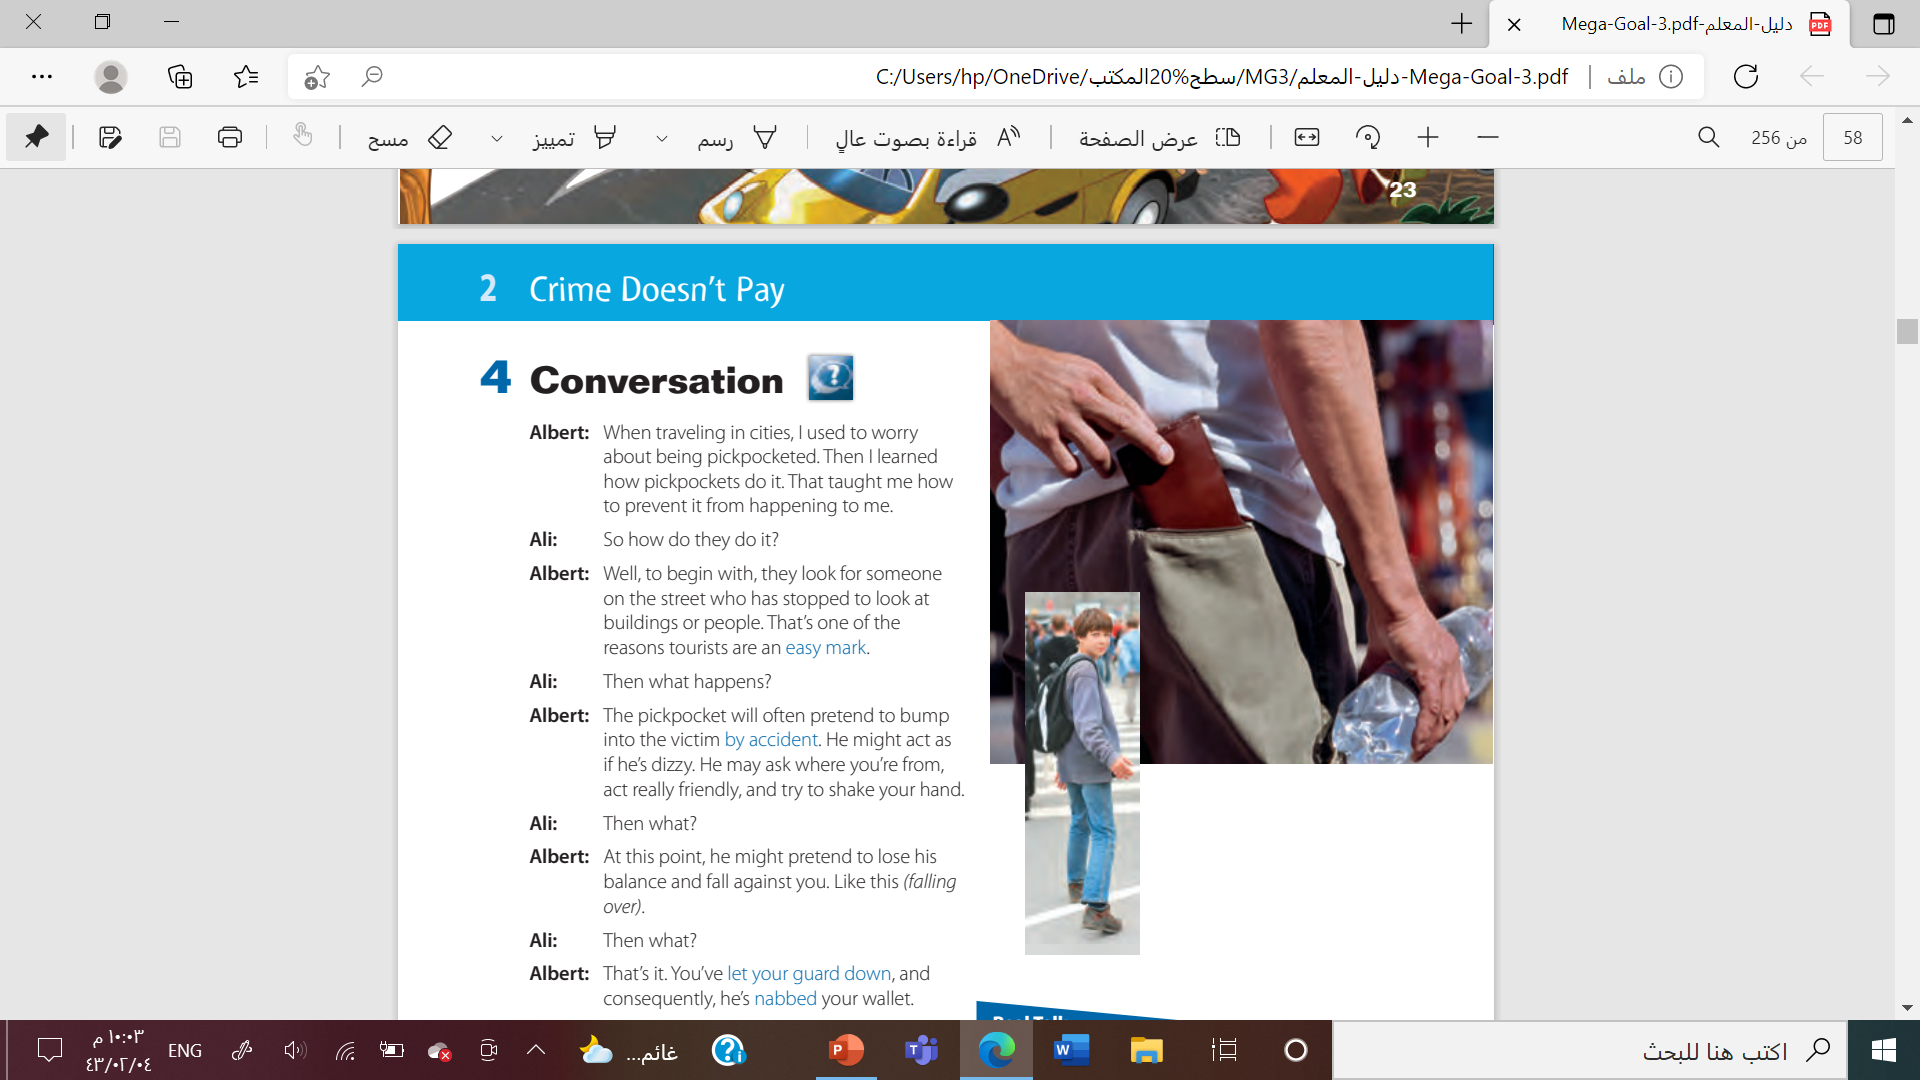 دليل-المعلم-Mega-Goal-3.pdf
ملف
C:/Users/hp/OneDrive/سطح%20المكتب/MG3/دليل-المعلم-Mega-Goal-3.pdf
58
من 256
عرض الصفحة
قراءة بصوت عالٍ
رسم
تمييز
مسح
23
2 Crime Doesn't Pay
4 Conversation
Albert: When traveling in cities, I used to worry
about being pickpocketed. Then I learned
how pickpockets do it. That taught me how
to prevent it from happening to me.
Ali: So how do they do it?
Albert: Well, to begin with, they look for someone
on the street who has stopped to look at
buildings or people. That's one of the
reasons tourists are an easy mark.
Ali: Then what happens?
Albert: The pickpocket will often pretend to bump
into the victim by accident. He might act as
if he's dizzy. He may ask where you're from,
act really friendly, and try to shake your hand.
Ali: Then what?
Albert: At this point, he might pretend to lose his
balance and fall against you. Like this (falling
over).
Ali: Then what?
Albert: That's it. You've let your guard down, and
consequently, he's nabbed your wallet.
اكتب هنا للبحث
غائم...
ENG
١٠:٠٣ م
٤٣/٠٢/٠٤